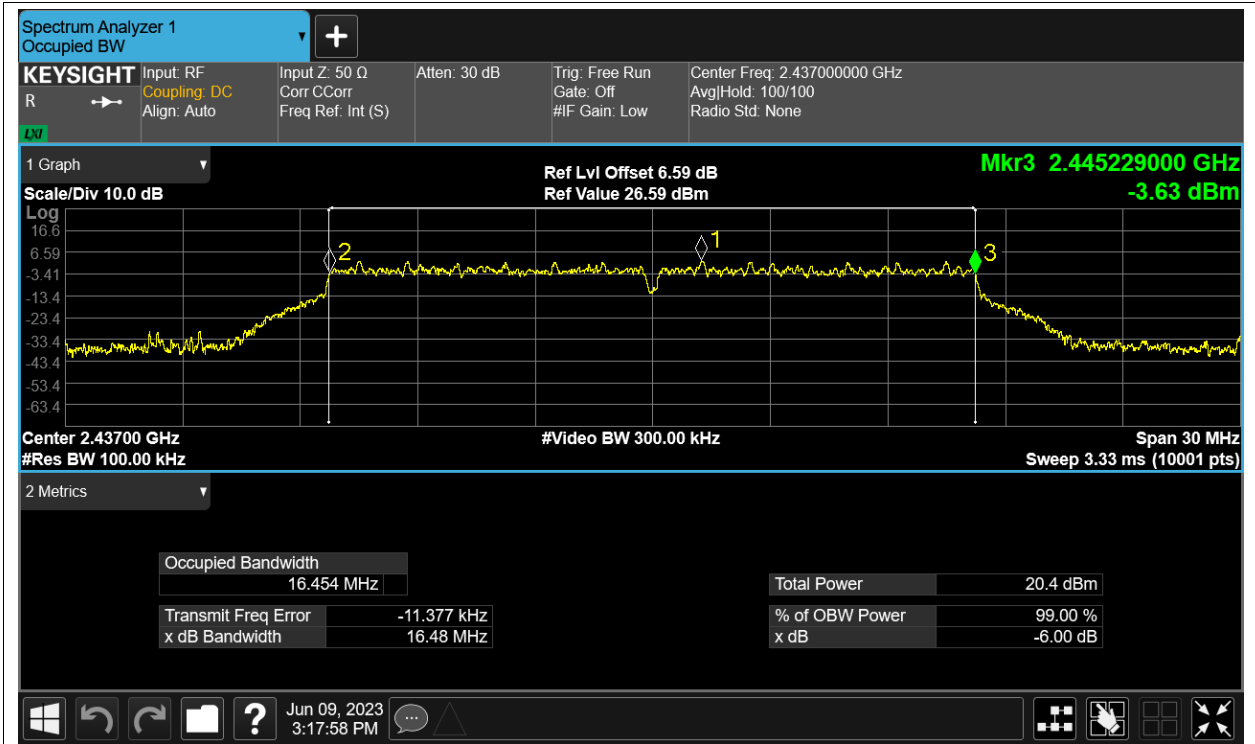 Spectrum Analyzer 1
Occupied BW
KEYSIGHT
R
LXI
Input: RF
Coupling: DC
Align: Auto
Input Z: 50 Ω
Corr CCorr
Freq Ref: Int (S)
Atten: 30 dB
Trig: Free Run
Gate: Off
#IF Gain: Low
Center Freq: 2.437000000 GHz
Avg|Hold: 100/100
Radio Std: None
1 Graph
Scale/Div 10.0 dB
Ref Lvl Offset 6.59 dB
Ref Value 26.59 dBm
Mkr3 2.445229000 GHz
-3.63 dBm
Log
16.6
6.59
-3.41
-13.4
-23.4
-33.4
-43.4
-53.4
-63.4
2
1
3
Center 2.43700 GHz
#Video BW 300.00 kHz
Span 30 MHz
#Res BW 100.00 kHz
Sweep 3.33 ms (10001 pts)
2 Metrics
Occupied Bandwidth
16.454 MHz
Transmit Freq Error -11.377 kHz
x dB Bandwidth 16.48 MHz
Total Power 20.4 dBm
% of OBW Power 99.00 %
x dB -6.00 dB
?
Jun 09, 2023
3:17:58 PM